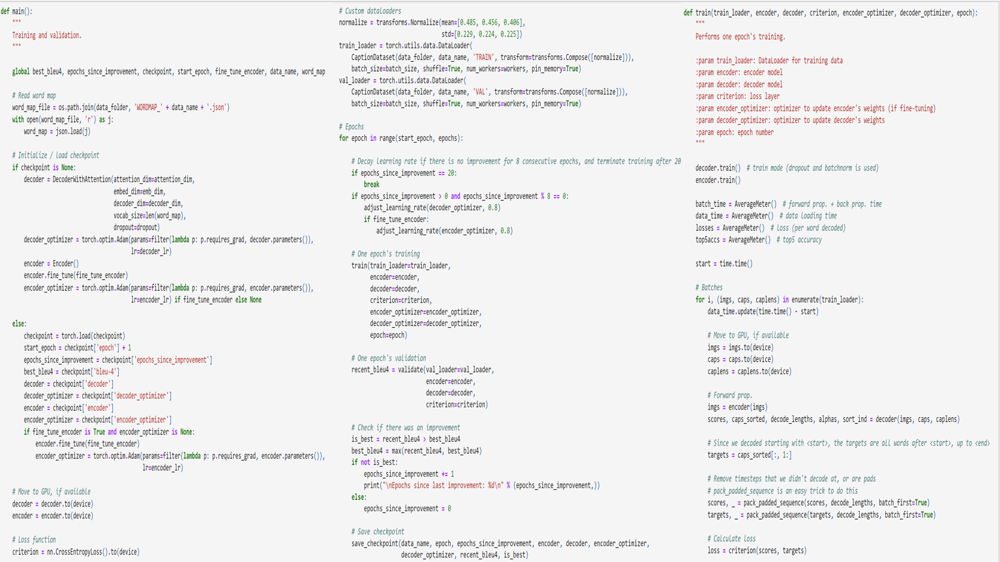 def main():
    """
    Training and validation.
    """
    global best_bleu4, epochs_since_improvement, checkpoint, start_epoch, fine_tune_encoder, data_name, word_map
    # Read word map
    word_map_file = os.path.join(data_folder, 'WORDMAP_' + data_name + '.json')
    with open(word_map_file, 'r') as j:
        word_map = json.load(j)
    # Initialize / load checkpoint
    if checkpoint is None:
        decoder = DecoderWithAttention(attention_dim=attention_dim,
                                       embed_dim=emb_dim,
                                       decoder_dim=decoder_dim,
                                       vocab_size=len(word_map),
                                       dropout=dropout)
        decoder_optimizer = torch.optim.Adam(params=filter(lambda p: p.requires_grad, decoder.parameters()),
                                             lr=decoder_lr)
        encoder = Encoder()
        encoder.fine_tune(fine_tune_encoder)
        encoder_optimizer = torch.optim.Adam(params=filter(lambda p: p.requires_grad, encoder.parameters()),
                                             lr=encoder_lr) if fine_tune_encoder else None
    else:
        checkpoint = torch.load(checkpoint)
        start_epoch = checkpoint['epoch'] + 1
        epochs_since_improvement = checkpoint['epochs_since_improvement']
        best_bleu4 = checkpoint['bleu-4']
        decoder = checkpoint['decoder']
        decoder_optimizer = checkpoint['decoder_optimizer']
        encoder = checkpoint['encoder']
        encoder_optimizer = checkpoint['encoder_optimizer']
        if fine_tune_encoder is True and encoder_optimizer is None:
            encoder.fine_tune(fine_tune_encoder)
            encoder_optimizer = torch.optim.Adam(params=filter(lambda p: p.requires_grad, encoder.parameters()),
                                                 lr=encoder_lr)
    # Move to GPU, if available
    decoder = decoder.to(device)
    encoder = encoder.to(device)
    # Loss function
    criterion = nn.CrossEntropyLoss().to(device)
    # Custom dataloaders
    normalize = transforms.Normalize(mean=[0.485, 0.456, 0.406],
                                     std=[0.229, 0.224, 0.225])
    train_loader = torch.utils.data.DataLoader(
        CaptionDataset(data_folder, data_name, 'TRAIN', transform=transforms.Compose([normalize])),
        batch_size=batch_size, shuffle=True, num_workers=workers, pin_memory=True)
    val_loader = torch.utils.data.DataLoader(
        CaptionDataset(data_folder, data_name, 'VAL', transform=transforms.Compose([normalize])),
        batch_size=batch_size, shuffle=True, num_workers=workers, pin_memory=True)
    # Epochs
    for epoch in range(start_epoch, epochs):
        # Decay learning rate if there is no improvement for 8 consecutive epochs, and terminate training after 20
        if epochs_since_improvement == 20:
            break
        if epochs_since_improvement > 0 and epochs_since_improvement % 8 == 0:
            adjust_learning_rate(decoder_optimizer, 0.8)
            if fine_tune_encoder:
                adjust_learning_rate(encoder_optimizer, 0.8)
        # One epoch's training
        train(train_loader=train_loader,
              encoder=encoder,
              decoder=decoder,
              criterion=criterion,
              encoder_optimizer=encoder_optimizer,
              decoder_optimizer=decoder_optimizer,
              epoch=epoch)
        # One epoch's validation
        recent_bleu4 = validate(val_loader=val_loader,
                                encoder=encoder,
                                decoder=decoder,
                                criterion=criterion)
        # Check if there was an improvement
        is_best = recent_bleu4 > best_bleu4
        best_bleu4 = max(recent_bleu4, best_bleu4)
        if not is_best:
            epochs_since_improvement += 1
            print("\nEpochs since last improvement: %d\n" % (epochs_since_improvement,))
        else:
            epochs_since_improvement = 0
        # Save checkpoint
        save_checkpoint(data_name, epoch, epochs_since_improvement, encoder, decoder, encoder_optimizer,
                        decoder_optimizer, recent_bleu4, is_best)
def train(train_loader, encoder, decoder, criterion, encoder_optimizer, decoder_optimizer, epoch):
    """
    Performs one epoch's training.
    :param train_loader: DataLoader for training data
    :param encoder: encoder model
    :param decoder: decoder model
    :param criterion: loss layer
    :param encoder_optimizer: optimizer to update encoder's weights (if fine-tuning)
    :param decoder_optimizer: optimizer to update decoder's weights
    :param epoch: epoch number
    """
    decoder.train()  # train mode (dropout and batchnorm is used)
    encoder.train()
    batch_time = AverageMeter()  # forward prop. + back prop. time
    data_time = AverageMeter()  # data loading time
    losses = AverageMeter()  # loss (per word decoded)
    top5accs = AverageMeter()  # top5 accuracy
    start = time.time()
    # Batches
    for i, (imgs, caps, caplens) in enumerate(train_loader):
        data_time.update(time.time() - start)
        # Move to GPU, if available
        imgs = imgs.to(device)
        caps = caps.to(device)
        caplens = caplens.to(device)
        # Forward prop.
        imgs = encoder(imgs)
        scores, caps_sorted, decode_lengths, alphas, sort_ind = decoder(imgs, caps, caplens)
        # Since we decoded starting with <start>, the targets are all words after <start>, up to <end>
        targets = caps_sorted[:, 1:]
        # Remove timesteps that we didn't decode at, or are pads
        # pack_padded_sequence is an easy trick to do this
        scores, _ = pack_padded_sequence(scores, decode_lengths, batch_first=True)
        targets, _ = pack_padded_sequence(targets, decode_lengths, batch_first=True)
        # Calculate loss
        loss = criterion(scores, targets)